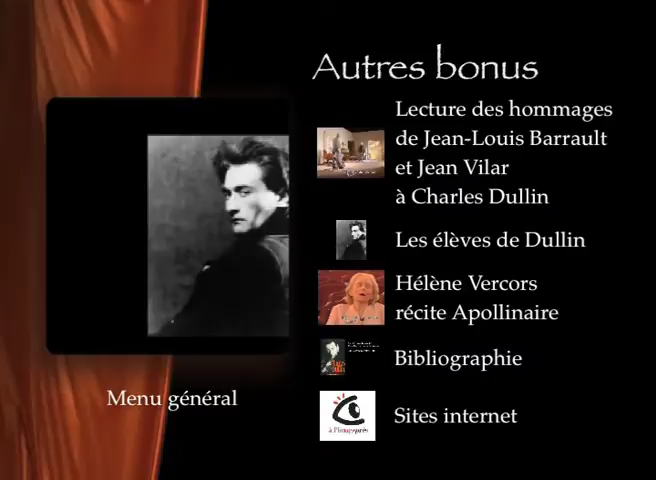 Autres bonus
Lecture des hommages
de Jean-Louis Barrault
et Jean Vilar
à Charles Dullin
Les élèves de Dullin
Hélène Vercors
récite Apollinaire
Bibliographie
Sites internet
Menu général